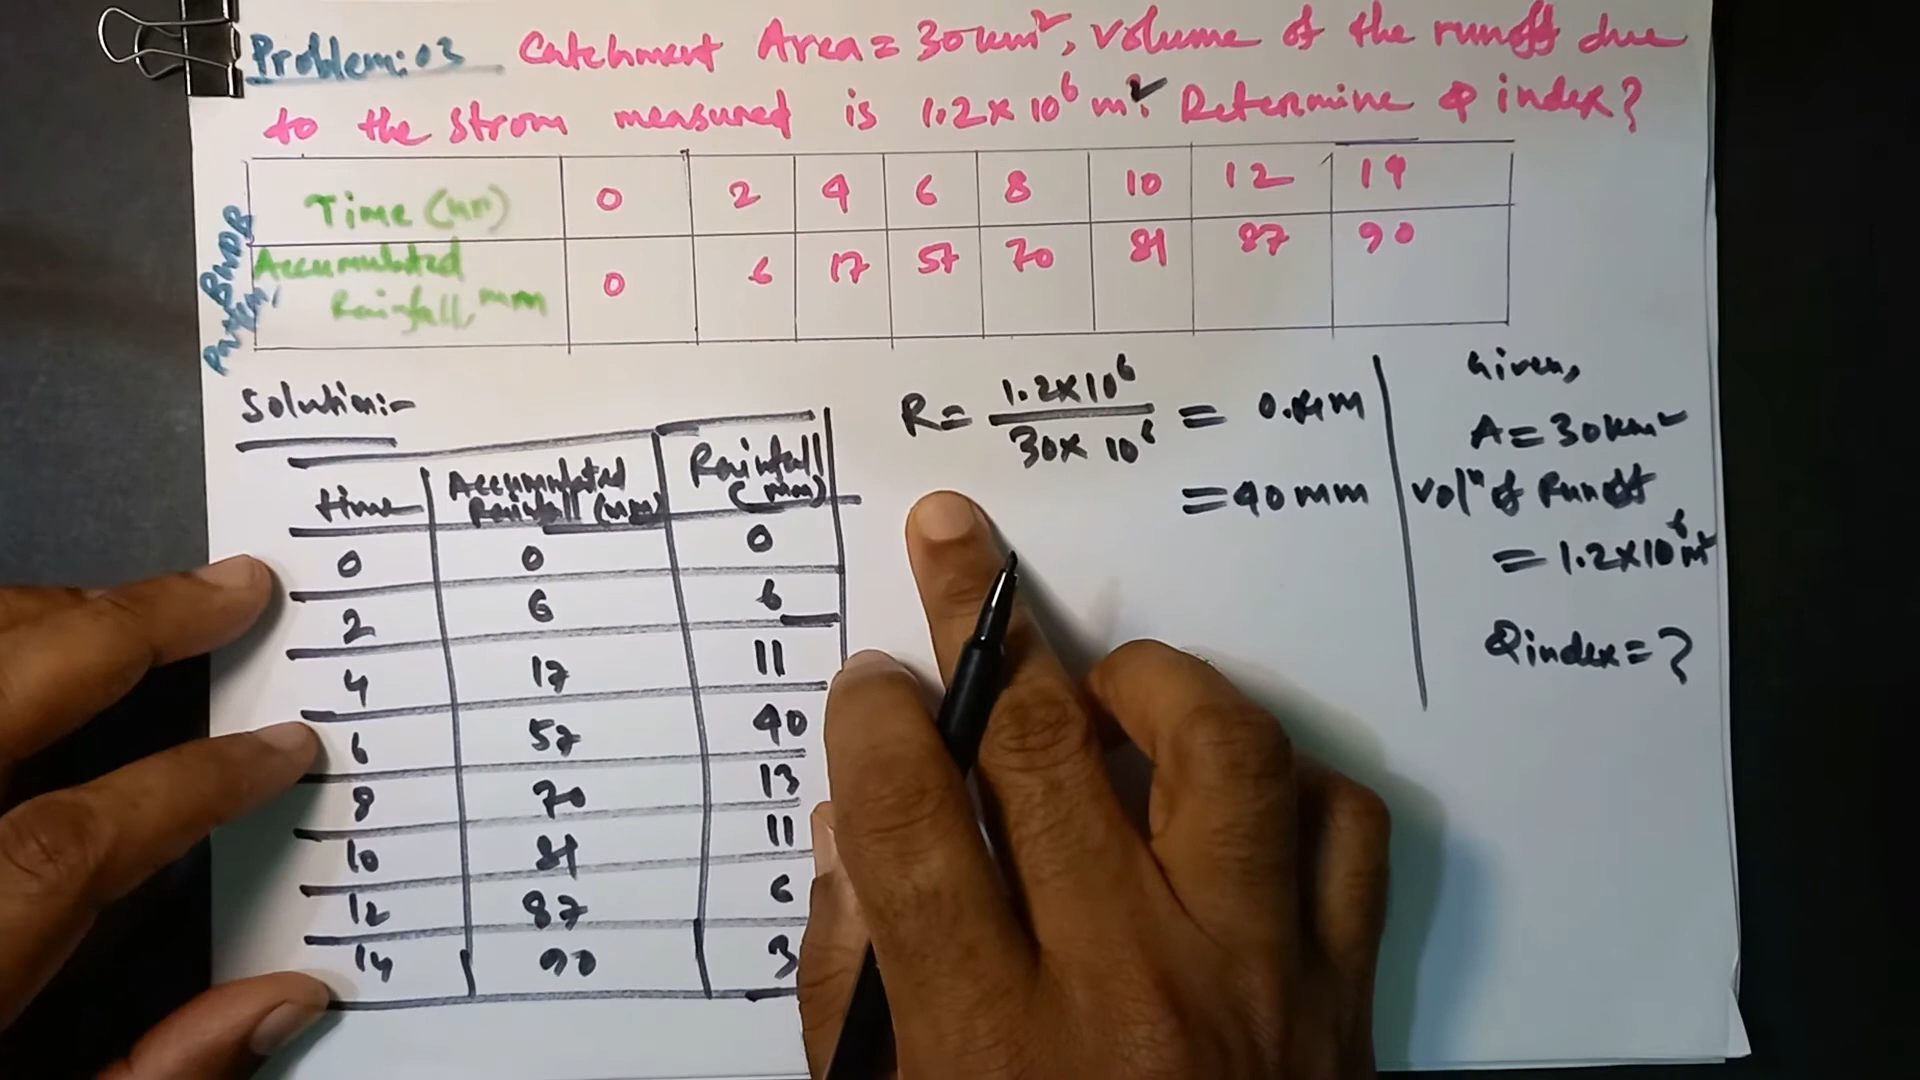 Problem: 03 Catchment Area = 30 km², volume of the runoff due
to the strom measured is 1.2 × 10⁶ m². Determine φ index?
Time (hr) 0 2 4 6 8 10 12 14
Accumulated Rainfall, mm 0 6 17 57 70 81 87 90
BWDB
Solution:-
time Accumulated Rainfall (mm) Rainfall (mm)
0 0 0
2 6 6
4 17 11
6 57 40
8 70 13
10 81 11
12 87 6
14 90 3
R = 1.2×10⁶ / 30×10⁶ = m
= 40 mm
Given,
A = 30 km²
volⁿ of Runoff
= 1.2×10⁶ m²
φ index = ?